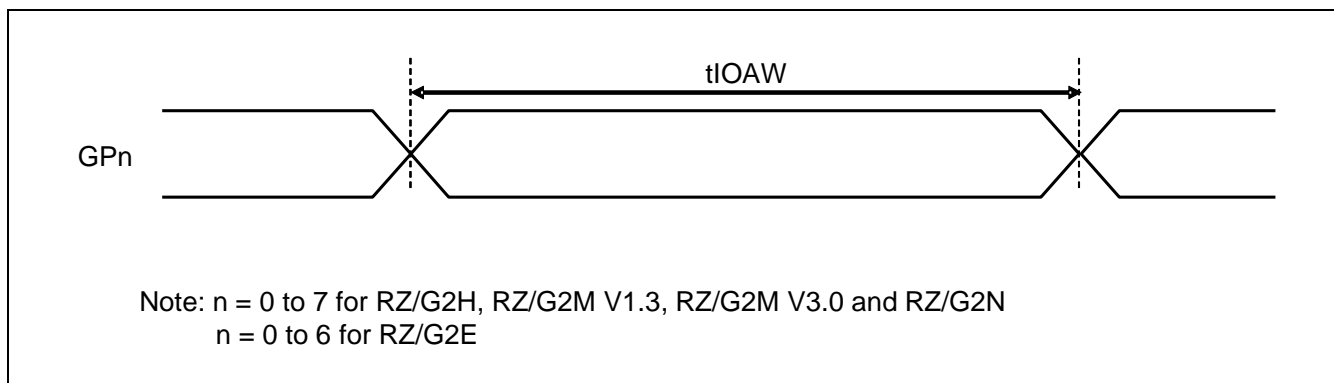 tIOAW
GPn
Note: n = 0 to 7 for RZ/G2H, RZ/G2M V1.3, RZ/G2M V3.0 and RZ/G2N
n = 0 to 6 for RZ/G2E